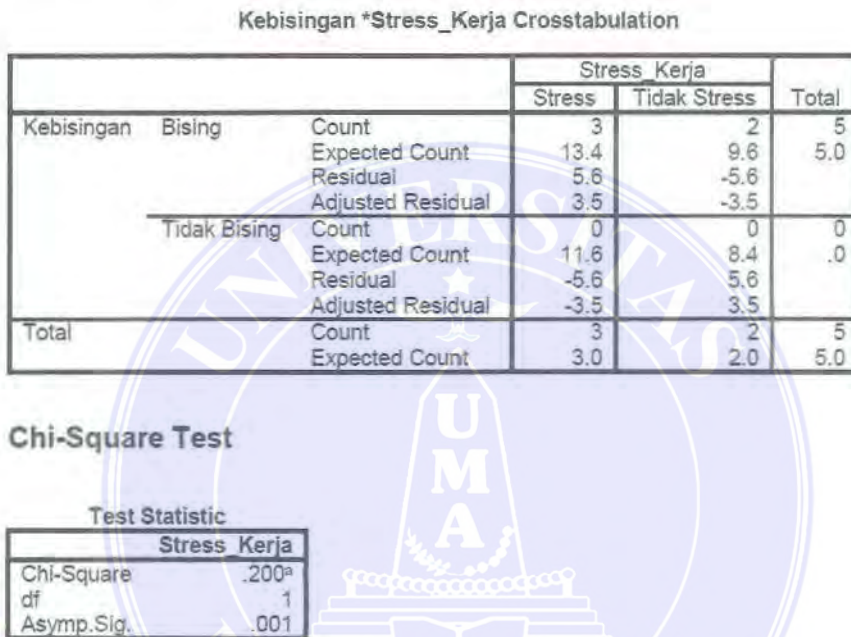 Kebisingan *Stress_Kerja Crosstabulation
Stress_Kerja
Stress Tidak Stress Total
Kebisingan Bising Count 3 2 5
Expected Count 13.4 9.6 5.0
Residual 5.6 -5.6
Adjusted Residual 3.5 -3.5
Tidak Bising Count 0 0 0
Expected Count 11.6 8.4 .0
Residual -5.6 5.6
Adjusted Residual -3.5 3.5
Total Count 3 2 5
Expected Count 3.0 2.0 5.0
Chi-Square Test
Test Statistic
Stress_Kerja
Chi-Square .200ᵃ
df 1
Asymp.Sig. .001
UNIVERSITAS
UMA